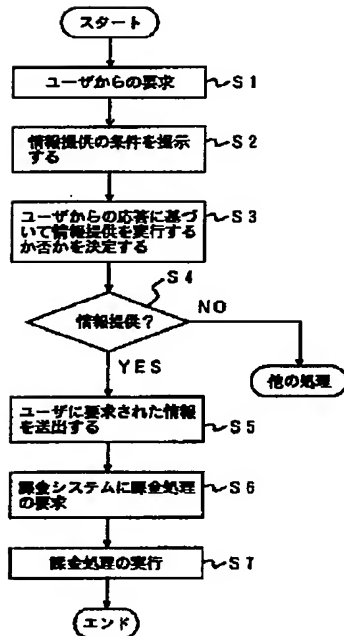 スタート
ユーザからの要求
S1
情報提供の条件を提示
する
S2
ユーザからの応答に基づ
いて情報提供を実行する
か否かを決定する
S3
S4
情報提供?
NO
他の処理
YES
ユーザに要求された情報
を送出する
S5
課金システムに課金処理
の要求
S6
課金処理の実行
S7
エンド